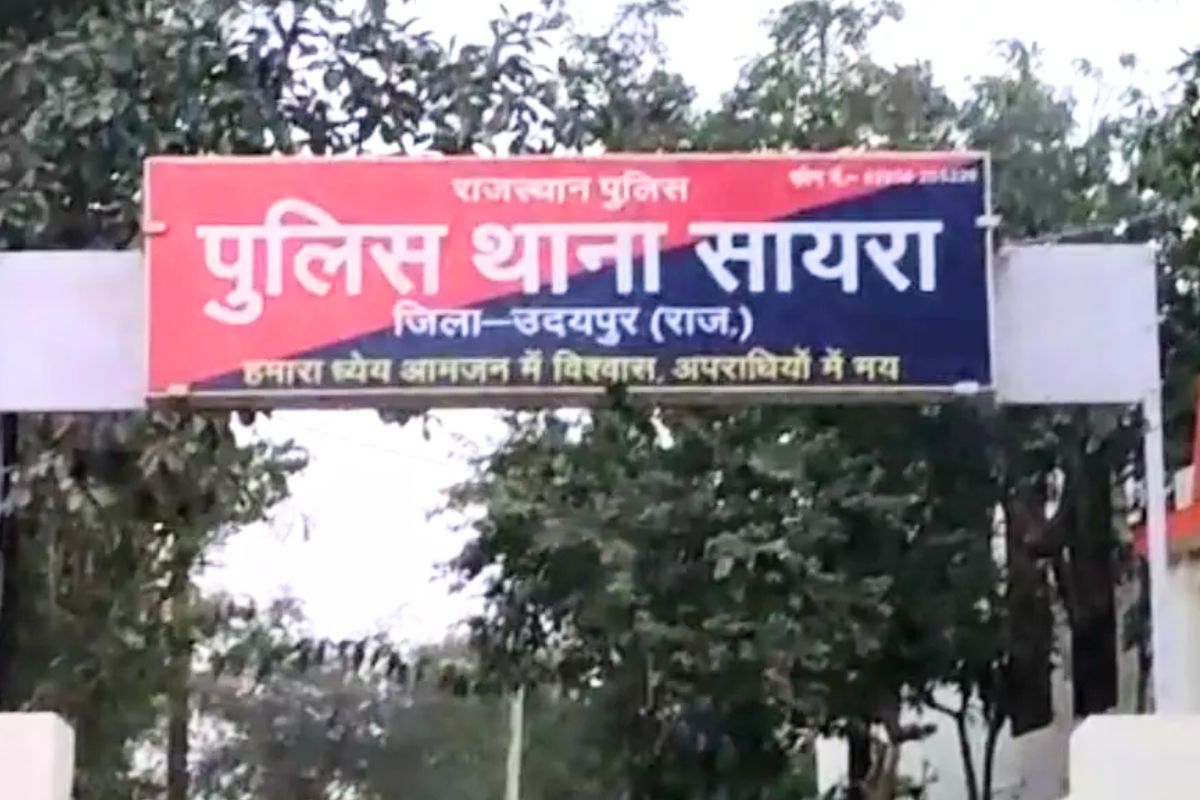 राजस्थान पुलिस
फोन नं.-
पुलिस थाना सायरा
जिला-उदयपुर (राज.)
हमारा ध्येय आमजन में विश्वास, अपराधियों में भय